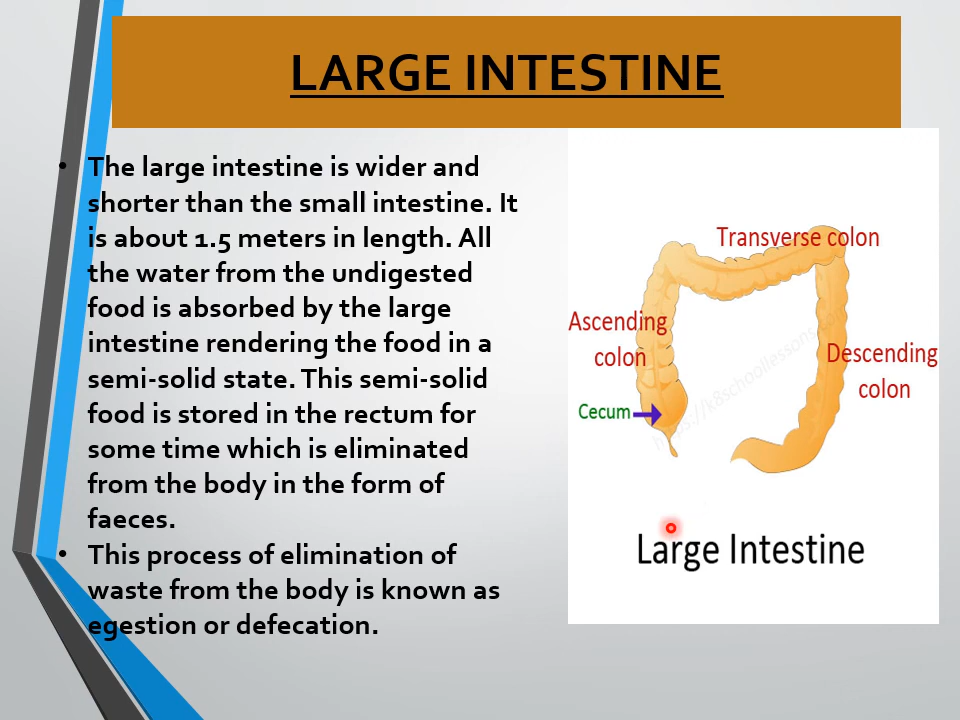 LARGE INTESTINE
• The large intestine is wider and
shorter than the small intestine. It
is about 1.5 meters in length. All
the water from the undigested
food is absorbed by the large
intestine rendering the food in a
semi-solid state. This semi-solid
food is stored in the rectum for
some time which is eliminated
from the body in the form of
faeces.
• This process of elimination of
waste from the body is known as
egestion or defecation.
Transverse colon
Ascending
colon
Descending
colon
Cecum
https://k8schoollessons.com/
Large Intestine